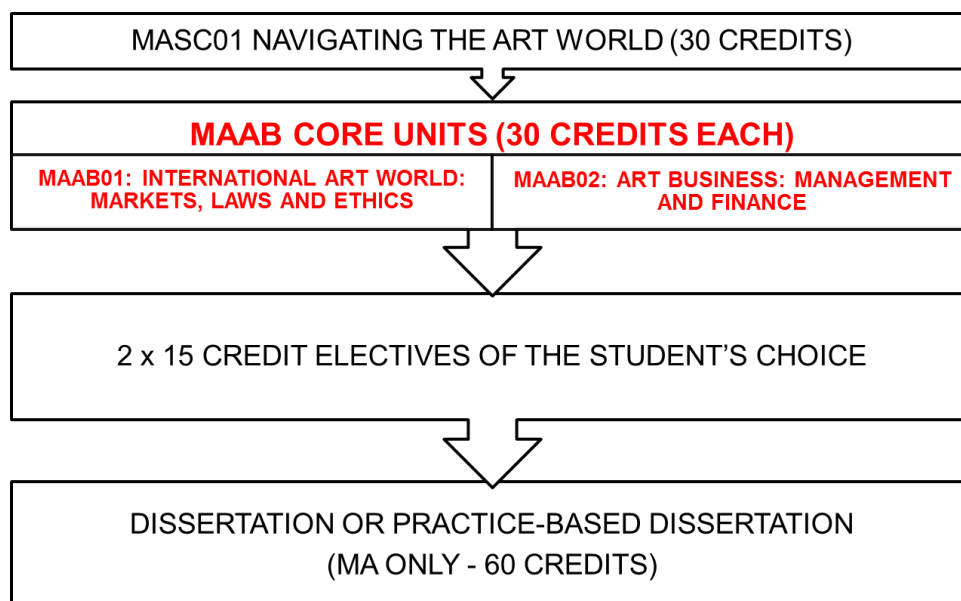 MASC01 NAVIGATING THE ART WORLD (30 CREDITS)
MAAB CORE UNITS (30 CREDITS EACH)
MAAB01: INTERNATIONAL ART WORLD:
MARKETS, LAWS AND ETHICS
MAAB02: ART BUSINESS: MANAGEMENT
AND FINANCE
2 x 15 CREDIT ELECTIVES OF THE STUDENT’S CHOICE
DISSERTATION OR PRACTICE-BASED DISSERTATION
(MA ONLY - 60 CREDITS)